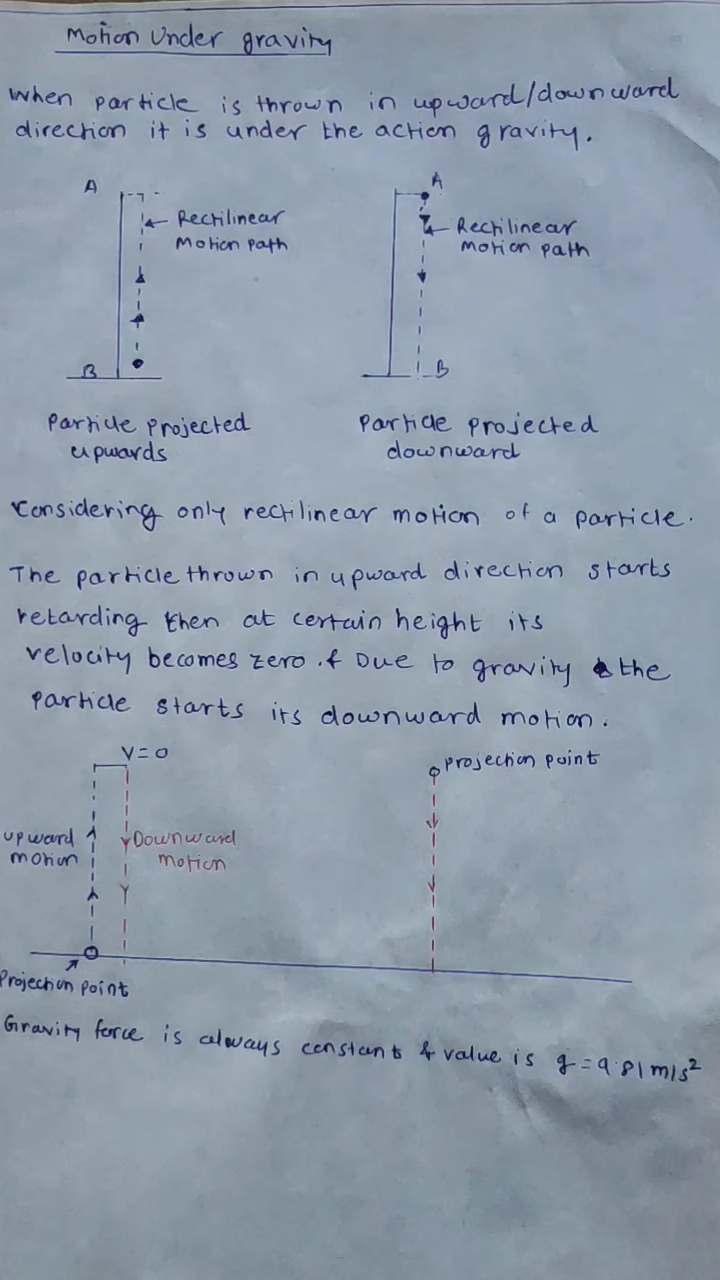 Motion Under gravity
When particle is thrown in upward/downward
direction it is under the action gravity.
A
Rectilinear
Motion path
B
Particle projected
upwards
A
Rectilinear
motion path
B
Particle projected
downward
Considering only rectilinear motion of a particle.
The particle thrown in upward direction starts
retarding then at certain height its
velocity becomes zero. & Due to gravity the
particle starts its downward motion.
V=0
upward
motion
Downward
motion
Projection point
projection point
Gravity force is always constant & value is g = 9.81 m/s²